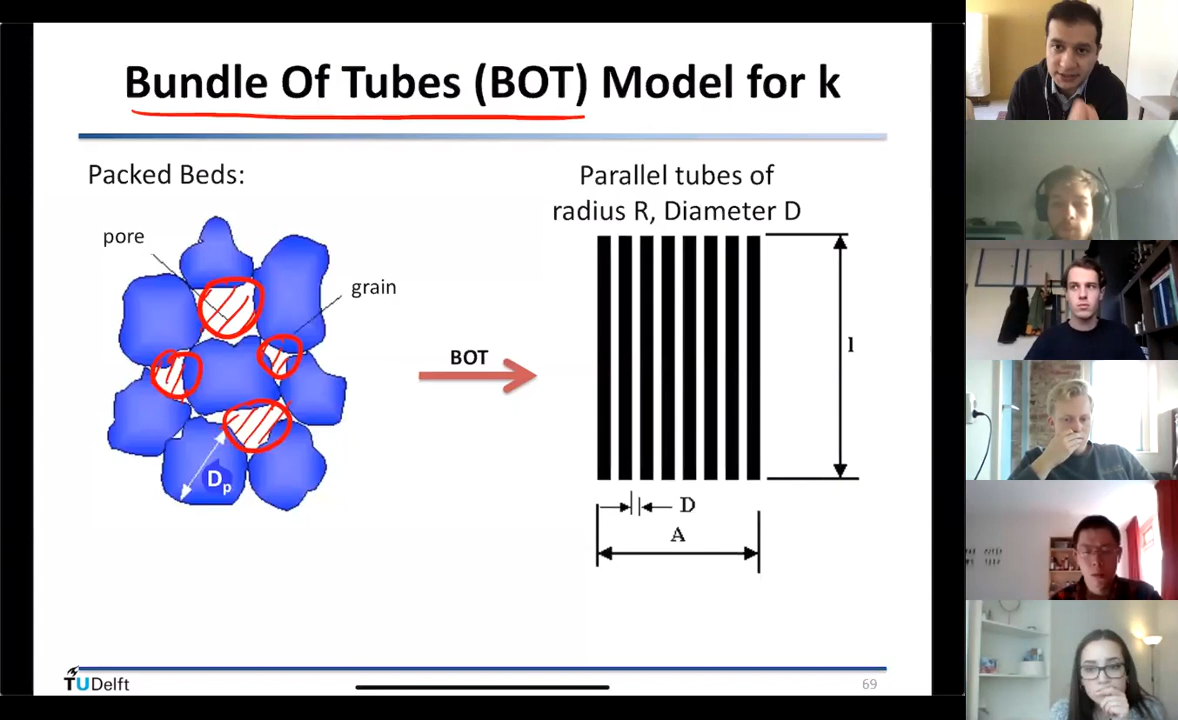 Bundle Of Tubes (BOT) Model for k
Packed Beds:
pore
grain
Dp
BOT
Parallel tubes of
radius R, Diameter D
l
D
A
TUDelft
69